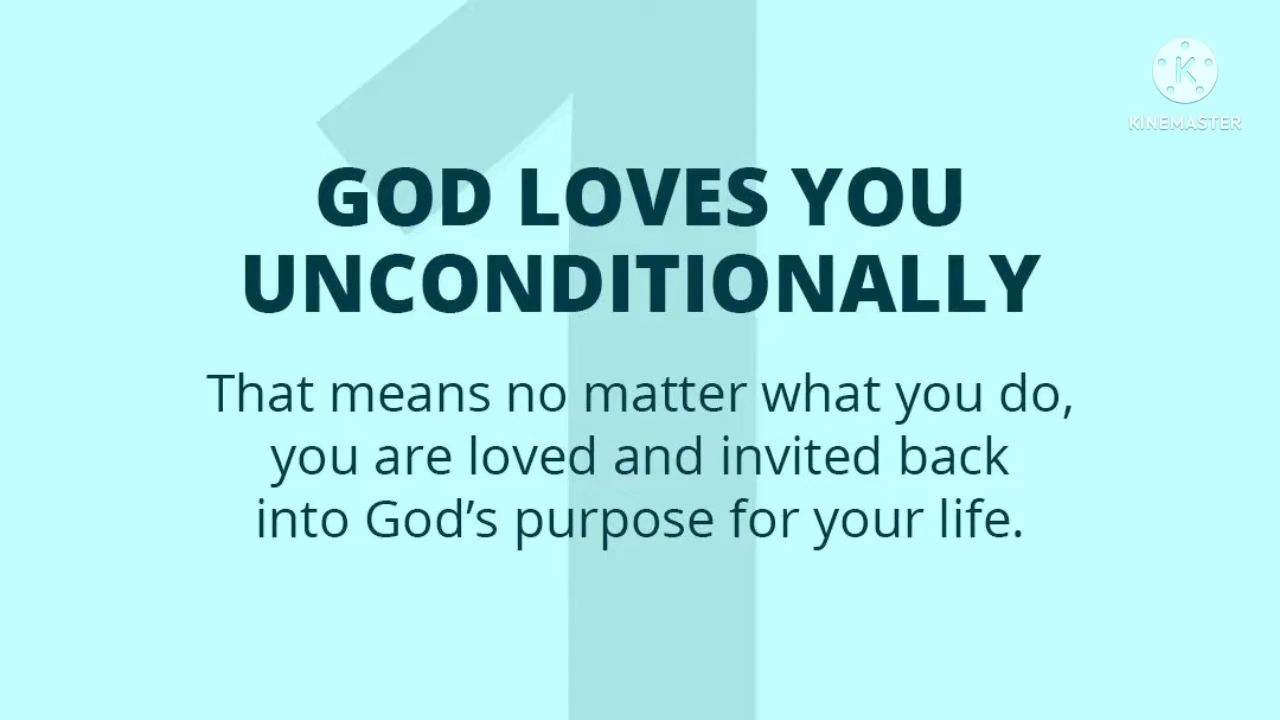 1
K
KINEMASTER
GOD LOVES YOU
UNCONDITIONALLY
That means no matter what you do,
you are loved and invited back
into God’s purpose for your life.